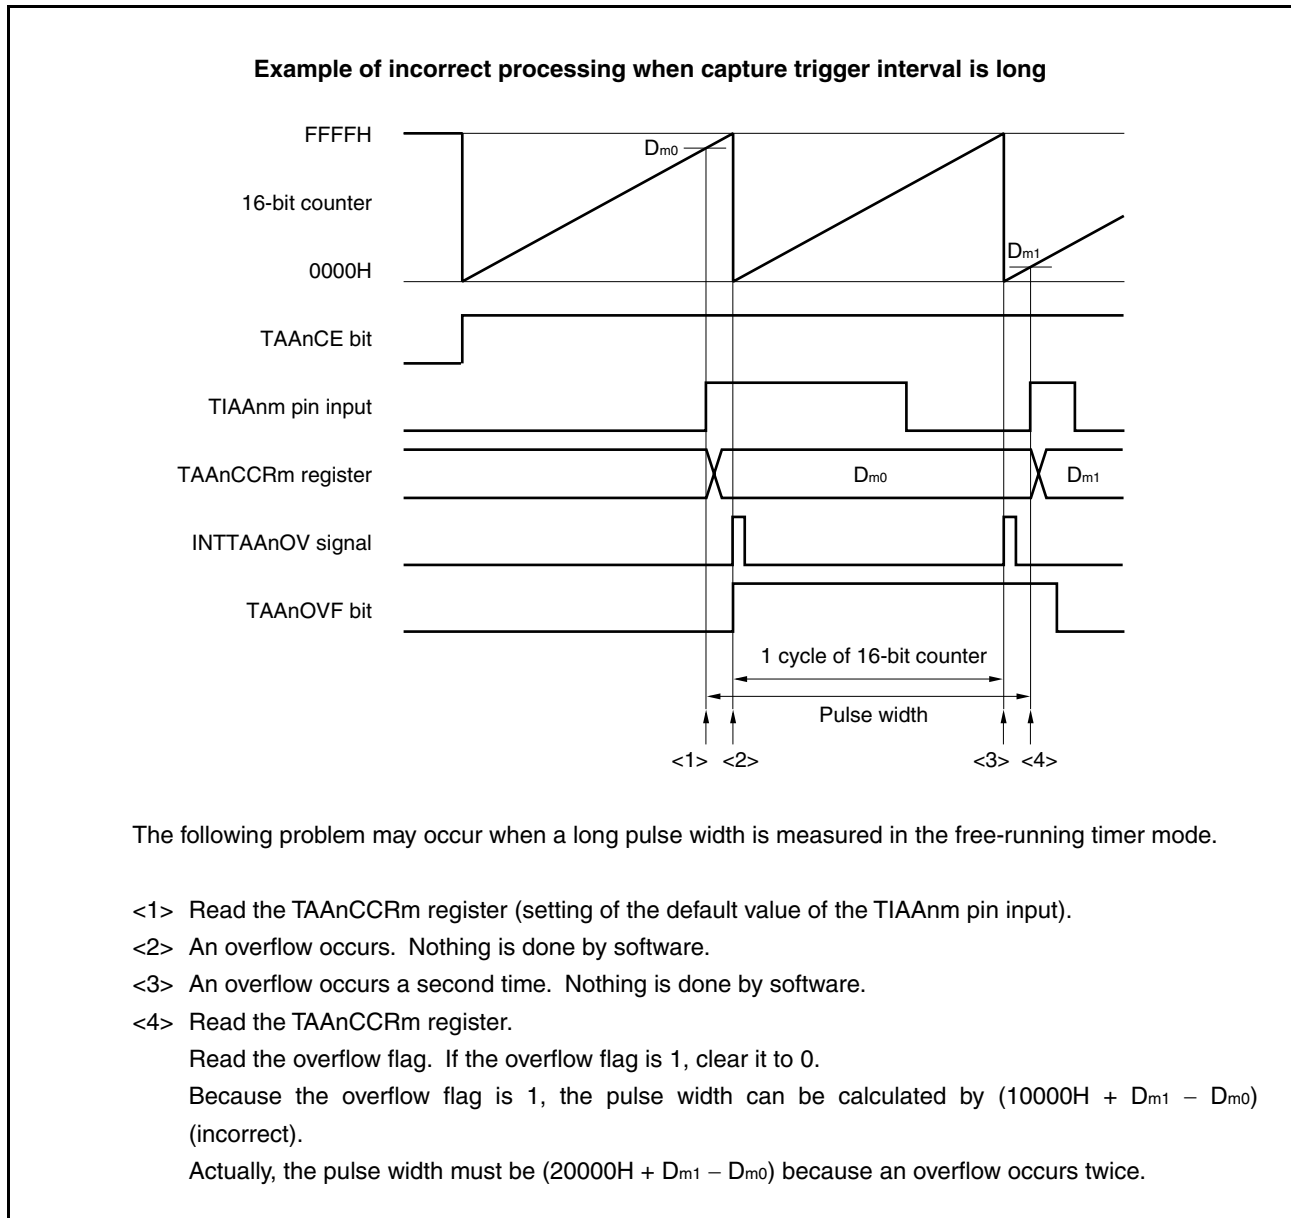 Example of incorrect processing when capture trigger interval is long
FFFFH
Dm0
16-bit counter
Dm1
0000H
TAAnCE bit
TIAAnm pin input
TAAnCCRm register
Dm0
Dm1
INTTAAnOV signal
TAAnOVF bit
1 cycle of 16-bit counter
Pulse width
<1> <2> <3> <4>
The following problem may occur when a long pulse width is measured in the free-running timer mode.
<1> Read the TAAnCCRm register (setting of the default value of the TIAAnm pin input).
<2> An overflow occurs. Nothing is done by software.
<3> An overflow occurs a second time. Nothing is done by software.
<4> Read the TAAnCCRm register.
Read the overflow flag. If the overflow flag is 1, clear it to 0.
Because the overflow flag is 1, the pulse width can be calculated by (10000H + Dm1 − Dm0)
(incorrect).
Actually, the pulse width must be (20000H + Dm1 − Dm0) because an overflow occurs twice.